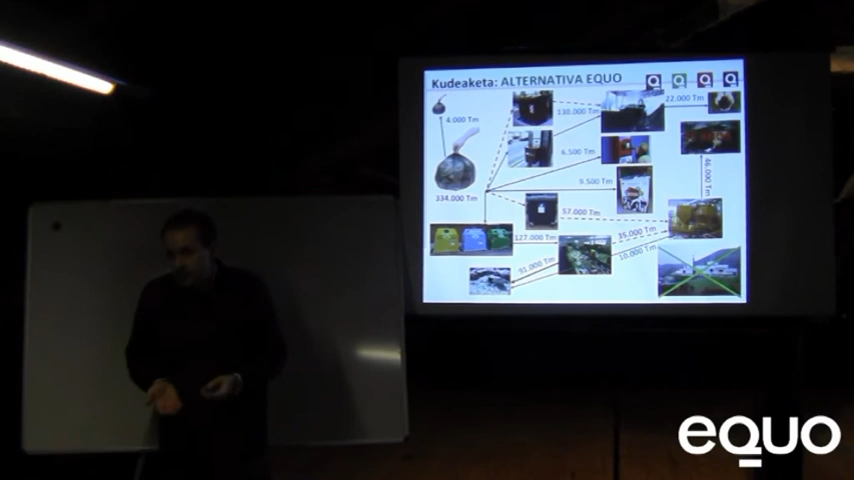 Kudeaketa: ALTERNATIVA EQUO
4.000 Tm
130.000 Tm
22.000 Tm
6.500 Tm
46.000 Tm
334.000 Tm
9.500 Tm
57.000 Tm
127.000 Tm
35.000 Tm
10.000 Tm
91.000 Tm
eQuo